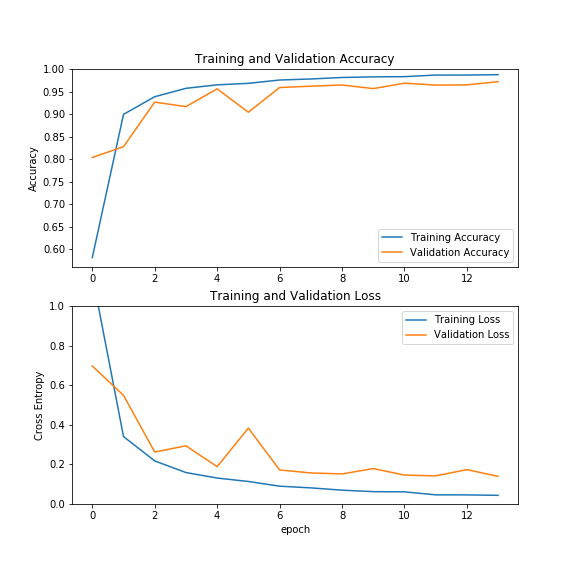 Training and Validation Accuracy
1.00
0.95
0.90
0.85
0.80
0.75
0.70
0.65
0.60
Accuracy
Training Accuracy
Validation Accuracy
0 2 4 6 8 10 12
Training and Validation Loss
1.0
0.8
0.6
0.4
0.2
0.0
Cross Entropy
Training Loss
Validation Loss
0 2 4 6 8 10 12
epoch